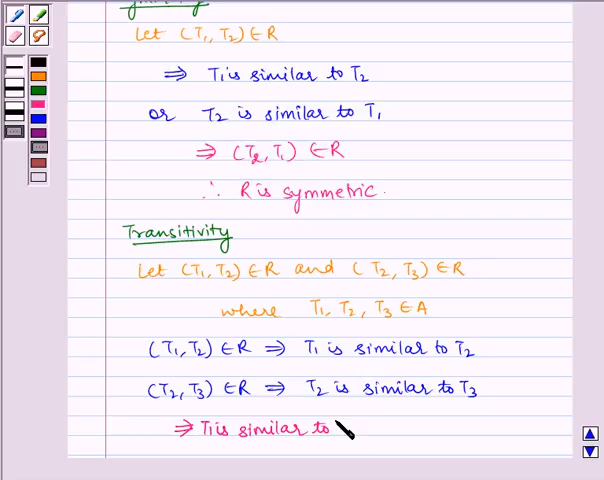 Let (T₁, T₂) ∈ R
⇒ T₁ is similar to T₂
or T₂ is similar to T₁
⇒ (T₂, T₁) ∈ R
∴ R is symmetric.
Transitivity
Let (T₁, T₂) ∈ R and (T₂, T₃) ∈ R
where T₁, T₂, T₃ ∈ A
(T₁, T₂) ∈ R ⇒ T₁ is similar to T₂
(T₂, T₃) ∈ R ⇒ T₂ is similar to T₃
⇒ T₁ is similar to